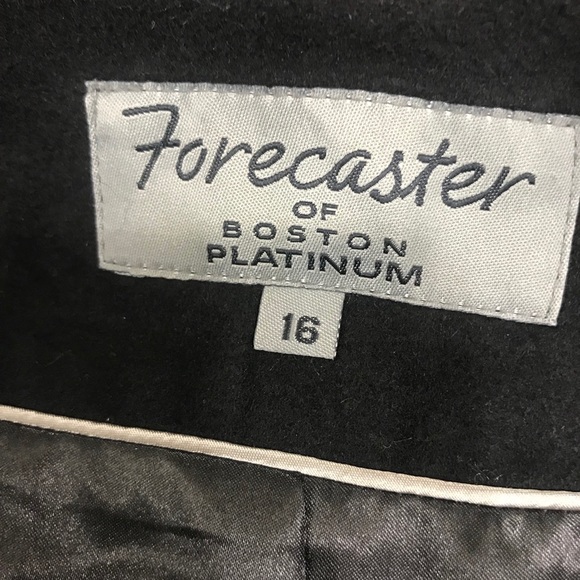 Forecaster
OF
BOSTON
PLATINUM
16